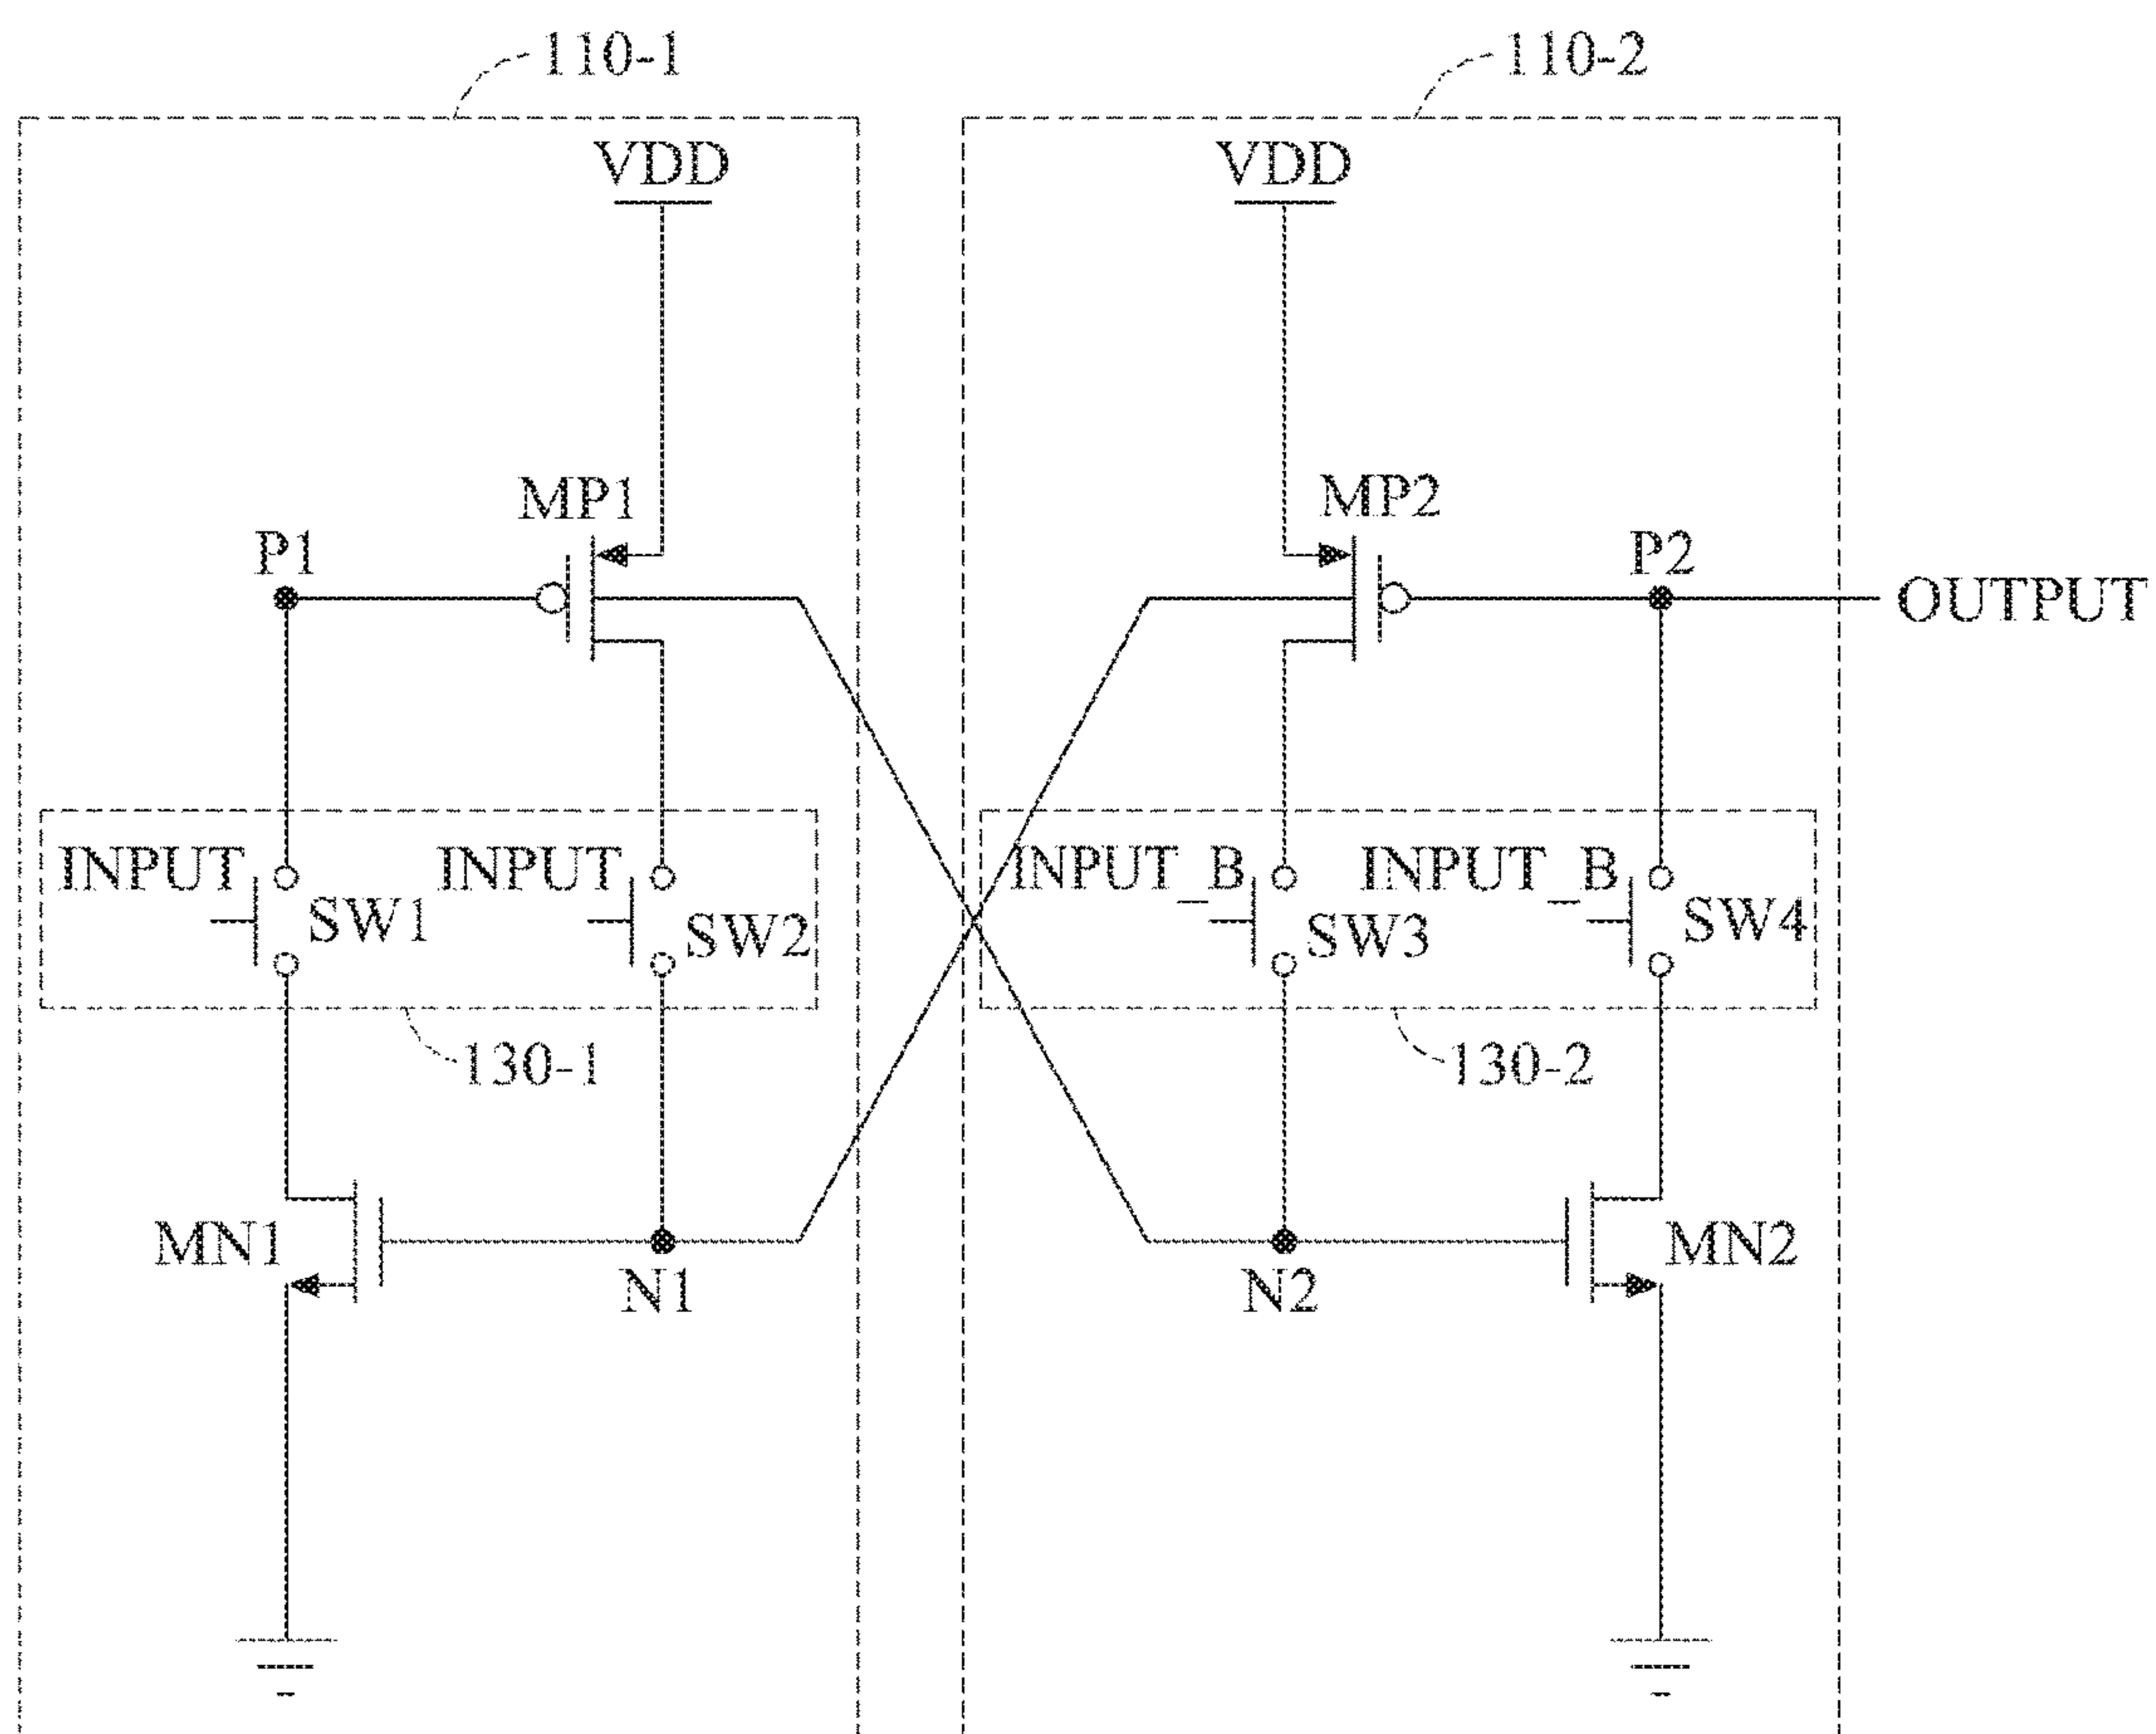 110-1
110-2
VDD
VDD
MP1
MP2
P1
P2
OUTPUT
INPUT
SW1
INPUT
SW2
INPUT_B
SW3
INPUT_B
SW4
130-1
130-2
MN1
N1
N2
MN2